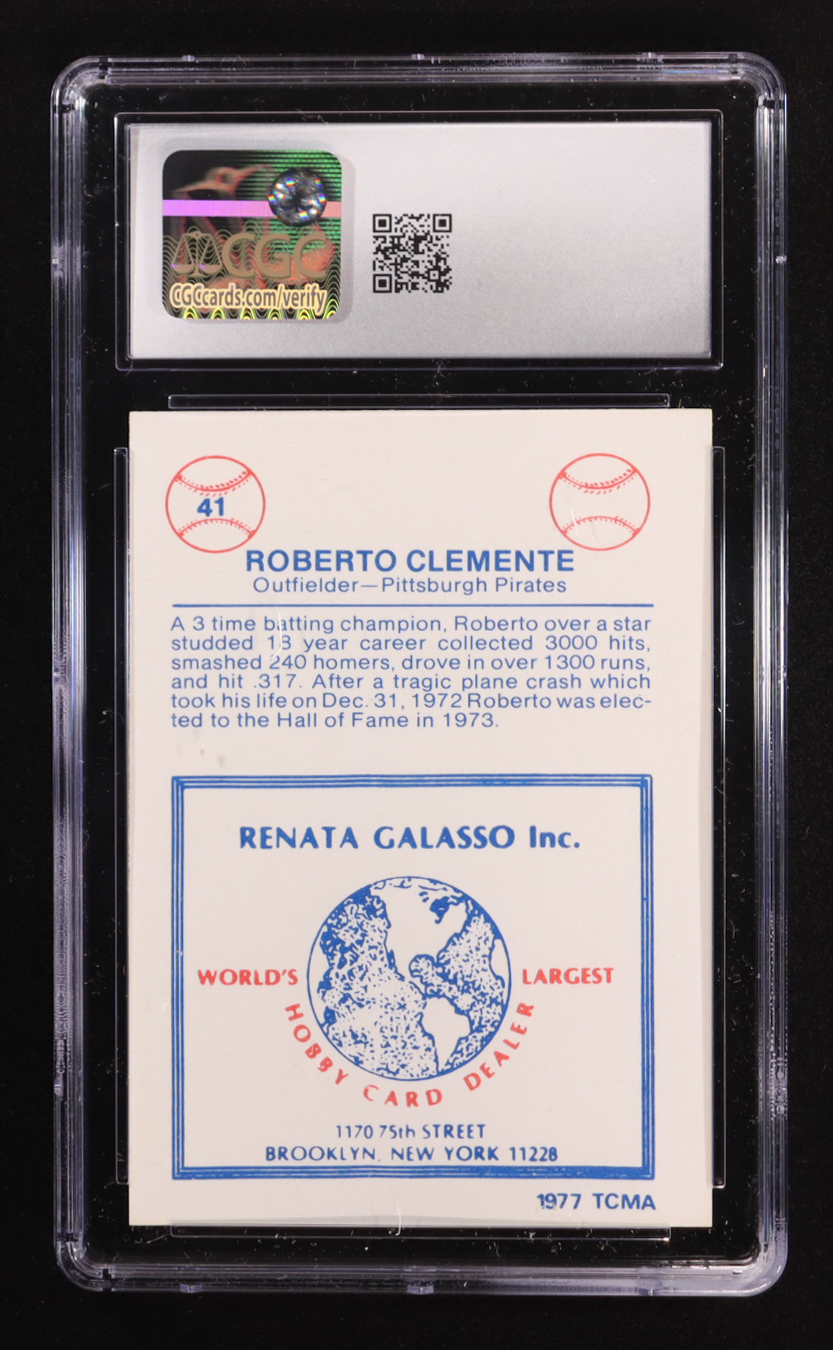 CGC
CGCcards.com/verify
41
ROBERTO CLEMENTE
Outfielder—Pittsburgh Pirates
A 3 time batting champion, Roberto over a star
studded 18 year career collected 3000 hits,
smashed 240 homers, drove in over 1300 runs,
and hit .317. After a tragic plane crash which
took his life on Dec. 31, 1972 Roberto was elec-
ted to the Hall of Fame in 1973.
RENATA GALASSO Inc.
WORLD'S LARGEST
HOBBY CARD DEALER
1170 75th STREET
BROOKLYN, NEW YORK 11228
1977 TCMA